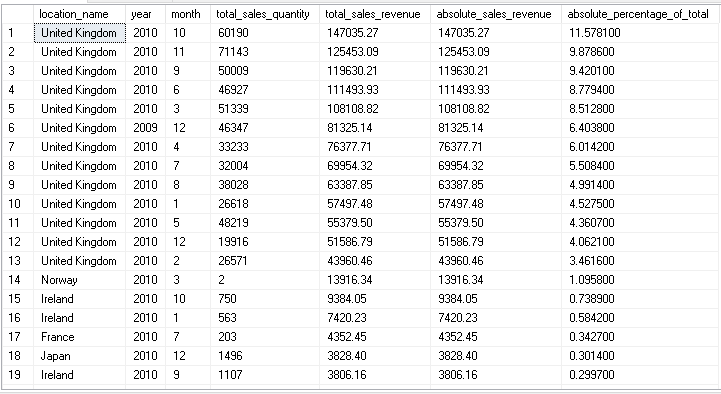 location_name year month total_sales_quantity total_sales_revenue absolute_sales_revenue absolute_percentage_of_total
1 United Kingdom 2010 10 60190 147035.27 147035.27 11.578100
2 United Kingdom 2010 11 71143 125453.09 125453.09 9.878600
3 United Kingdom 2010 9 50009 119630.21 119630.21 9.420100
4 United Kingdom 2010 6 46927 111493.93 111493.93 8.779400
5 United Kingdom 2010 3 51339 108108.82 108108.82 8.512800
6 United Kingdom 2009 12 46347 81325.14 81325.14 6.403800
7 United Kingdom 2010 4 33233 76377.71 76377.71 6.014200
8 United Kingdom 2010 7 32004 69954.32 69954.32 5.508400
9 United Kingdom 2010 8 38028 63387.85 63387.85 4.991400
10 United Kingdom 2010 1 26618 57497.48 57497.48 4.527500
11 United Kingdom 2010 5 48219 55379.50 55379.50 4.360700
12 United Kingdom 2010 12 19916 51586.79 51586.79 4.062100
13 United Kingdom 2010 2 26571 43960.46 43960.46 3.461600
14 Norway 2010 3 2 13916.34 13916.34 1.095800
15 Ireland 2010 10 750 9384.05 9384.05 0.738900
16 Ireland 2010 1 563 7420.23 7420.23 0.584200
17 France 2010 7 203 4352.45 4352.45 0.342700
18 Japan 2010 12 1496 3828.40 3828.40 0.301400
19 Ireland 2010 9 1107 3806.16 3806.16 0.299700